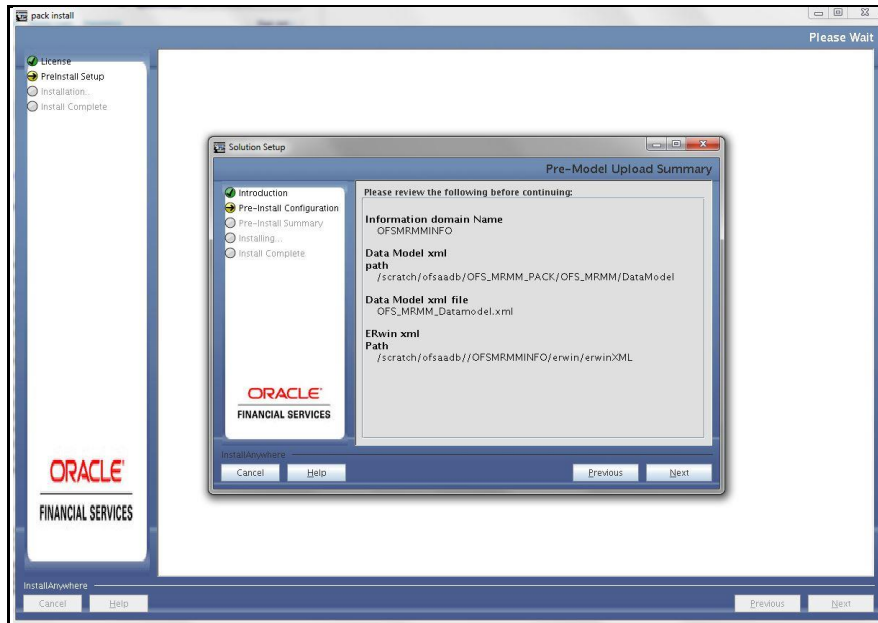 pack install
Please Wait
License
PreInstall Setup
Installation...
Install Complete
Solution Setup
Pre-Model Upload Summary
Introduction
Pre-Install Configuration
Pre-Install Summary
Installing...
Install Complete
Please review the following before continuing:
Information domain Name
OFSMRMMINFO
Data Model xml
path
/scratch/ofsaadb/OFS_MRMM_PACK/OFS_MRMM/DataModel
Data Model xml file
OFS_MRMM_Datamodel.xml
ERwin xml
Path
/scratch/ofsaadb//OFSMRMMINFO/erwin/erwinXML
ORACLE
FINANCIAL SERVICES
InstallAnywhere
Cancel
Help
Previous
Next
ORACLE
FINANCIAL SERVICES
InstallAnywhere
Cancel
Help
Previous
Next